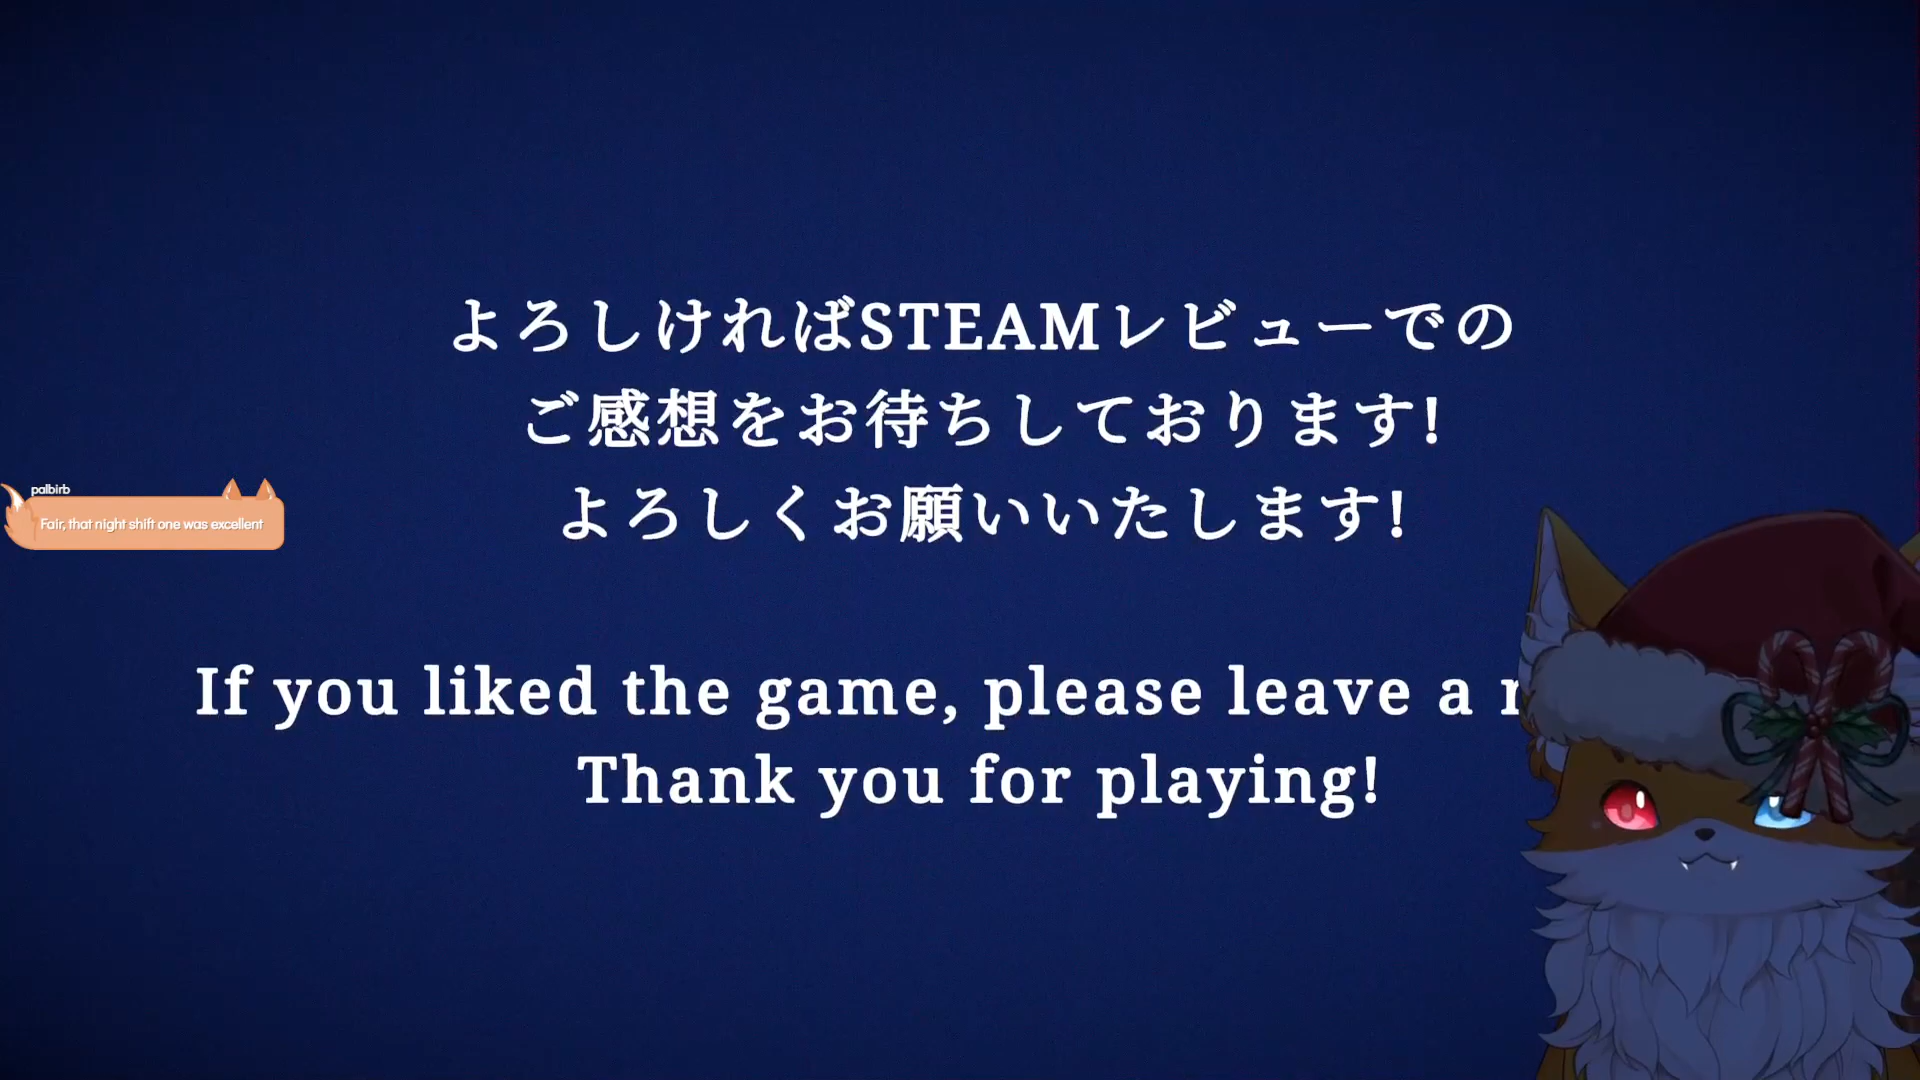 よろしければSTEAMレビューでの
ご感想をお待ちしております!
よろしくお願いいたします!
palbirb
Fair, that night shift one was excellent
If you liked the game, please leave a
Thank you for playing!